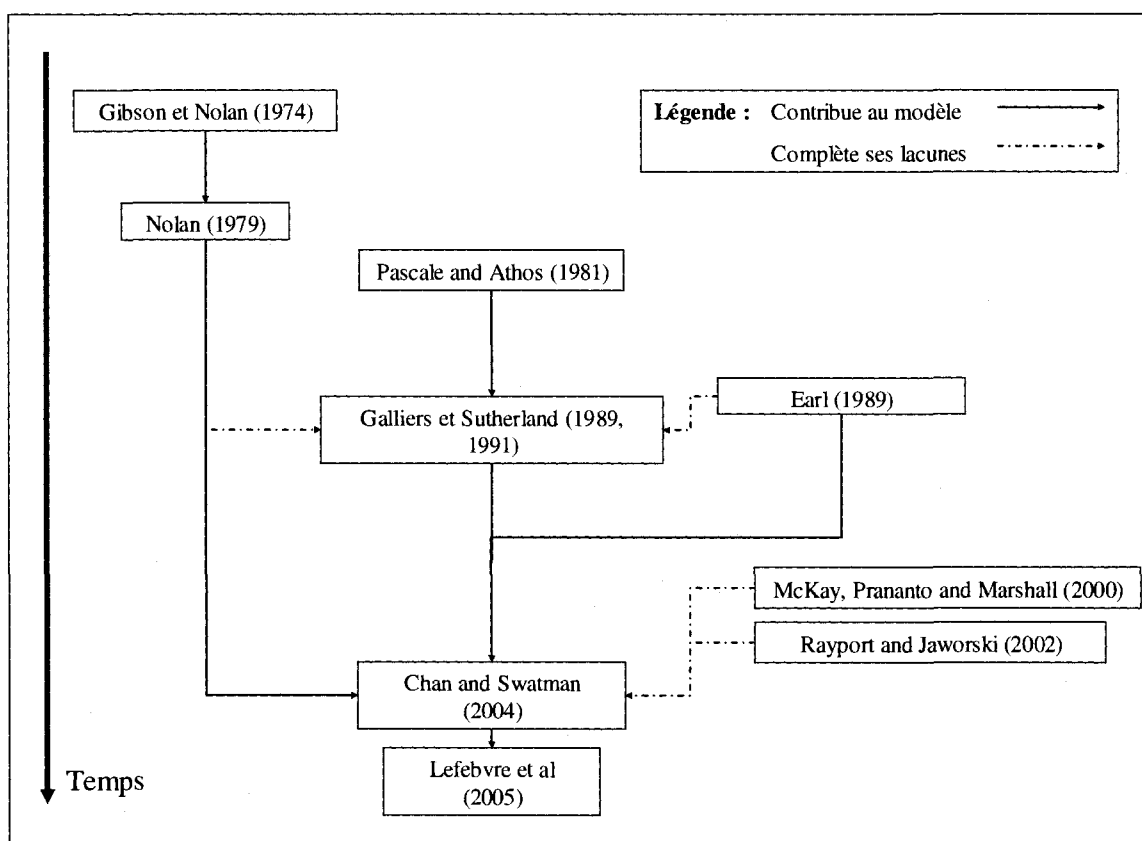 Gibson et Nolan (1974)
Légende : Contribue au modèle
Complète ses lacunes
Nolan (1979)
Pascale and Athos (1981)
Earl (1989)
Galliers et Sutherland (1989,
1991)
McKay, Prananto and Marshall (2000)
Rayport and Jaworski (2002)
Chan and Swatman
(2004)
Lefebvre et al
(2005)
Temps